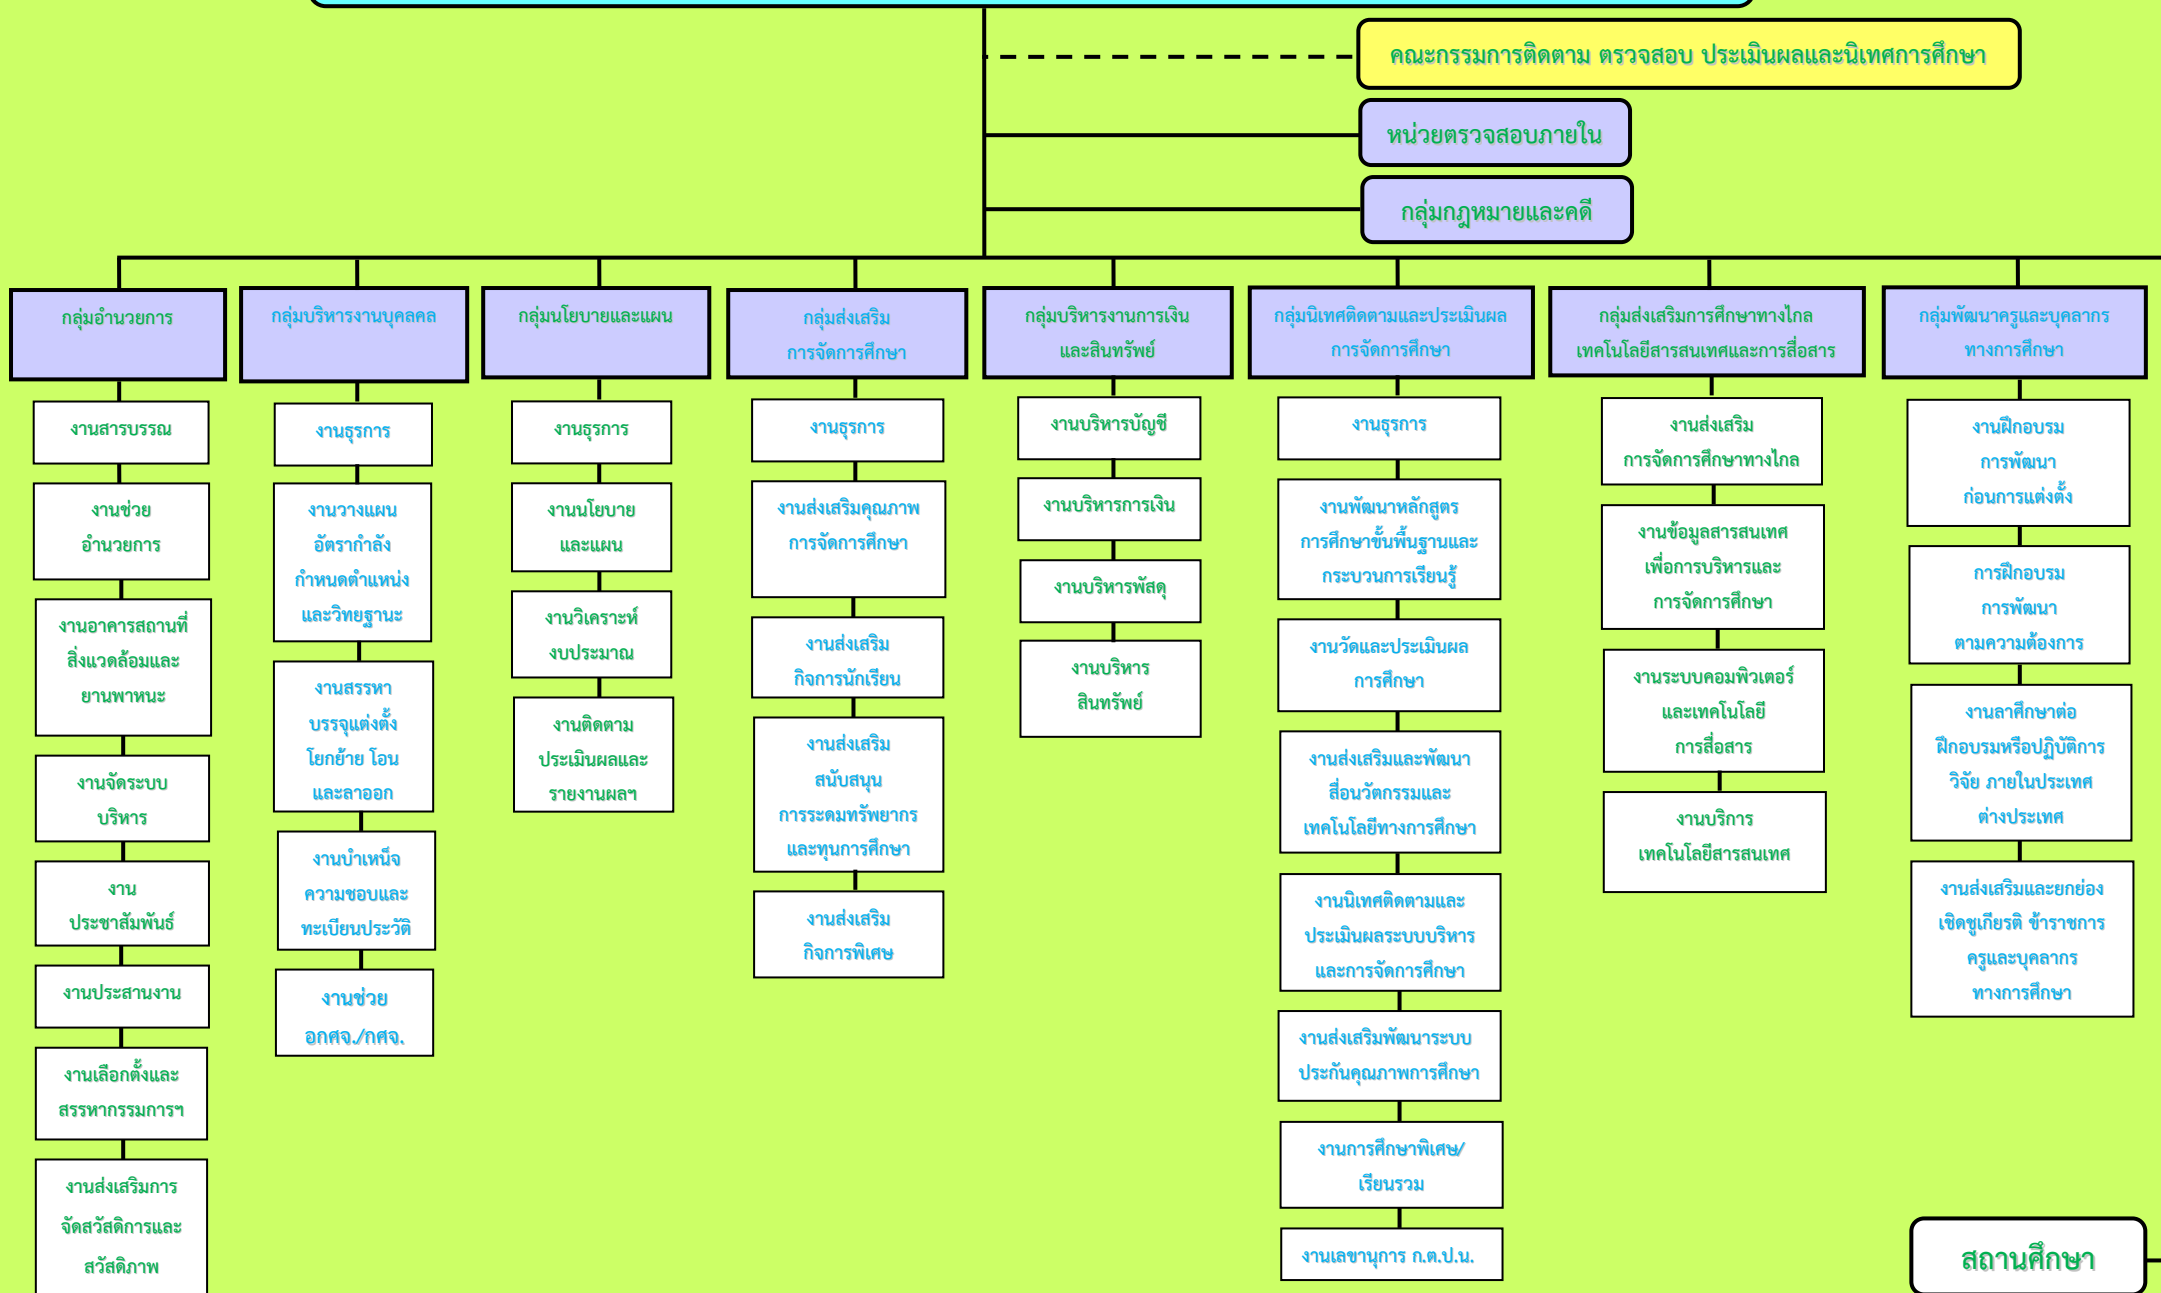 คณะกรรมการติดตาม ตรวจสอบ ประเมินผลและนิเทศการศึกษา
หน่วยตรวจสอบภายใน
กลุ่มกฎหมายและคดี
กลุ่มอำนวยการ
งานสารบรรณ
งานช่วย
อำนวยการ
งานอาคารสถานที่
สิ่งแวดล้อมและ
ยานพาหนะ
งานจัดระบบ
บริหาร
งาน
ประชาสัมพันธ์
งานประสานงาน
งานเลือกตั้งและ
สรรหากรรมการฯ
งานส่งเสริมการ
จัดสวัสดิการและ
สวัสดิภาพ
กลุ่มบริหารงานบุคลคล
งานธุรการ
งานวางแผน
อัตรากำลัง
กำหนดตำแหน่ง
และวิทยฐานะ
งานสรรหา
บรรจุแต่งตั้ง
โยกย้าย โอน
และลาออก
งานบำเหน็จ
ความชอบและ
ทะเบียนประวัติ
งานช่วย
อกศจ./กศจ.
กลุ่มนโยบายและแผน
งานธุรการ
งานนโยบาย
และแผน
งานวิเคราะห์
งบประมาณ
งานติดตาม
ประเมินผลและ
รายงานผลฯ
กลุ่มส่งเสริม
การจัดการศึกษา
งานธุรการ
งานส่งเสริมคุณภาพ
การจัดการศึกษา
งานส่งเสริม
กิจการนักเรียน
งานส่งเสริม
สนับสนุน
การระดมทรัพยากร
และทุนการศึกษา
งานส่งเสริม
กิจการพิเศษ
กลุ่มบริหารงานการเงิน
และสินทรัพย์
งานบริหารบัญชี
งานบริหารการเงิน
งานบริหารพัสดุ
งานบริหาร
สินทรัพย์
กลุ่มนิเทศติดตามและประเมินผล
การจัดการศึกษา
งานธุรการ
งานพัฒนาหลักสูตร
การศึกษาขั้นพื้นฐานและ
กระบวนการเรียนรู้
งานวัดและประเมินผล
การศึกษา
งานส่งเสริมและพัฒนา
สื่อนวัตกรรมและ
เทคโนโลยีทางการศึกษา
งานนิเทศติดตามและ
ประเมินผลระบบบริหาร
และการจัดการศึกษา
งานส่งเสริมพัฒนาระบบ
ประกันคุณภาพการศึกษา
งานการศึกษาพิเศษ/
เรียนรวม
งานเลขานุการ ก.ต.ป.น.
กลุ่มส่งเสริมการศึกษาทางไกล
เทคโนโลยีสารสนเทศและการสื่อสาร
งานส่งเสริม
การจัดการศึกษาทางไกล
งานข้อมูลสารสนเทศ
เพื่อการบริหารและ
การจัดการศึกษา
งานระบบคอมพิวเตอร์
และเทคโนโลยี
การสื่อสาร
งานบริการ
เทคโนโลยีสารสนเทศ
กลุ่มพัฒนาครูและบุคลากร
ทางการศึกษา
งานฝึกอบรม
การพัฒนา
ก่อนการแต่งตั้ง
การฝึกอบรม
การพัฒนา
ตามความต้องการ
งานลาศึกษาต่อ
ฝึกอบรมหรือปฏิบัติการ
วิจัย ภายในประเทศ
ต่างประเทศ
งานส่งเสริมและยกย่อง
เชิดชูเกียรติ ข้าราชการ
ครูและบุคลากร
ทางการศึกษา
สถานศึกษา